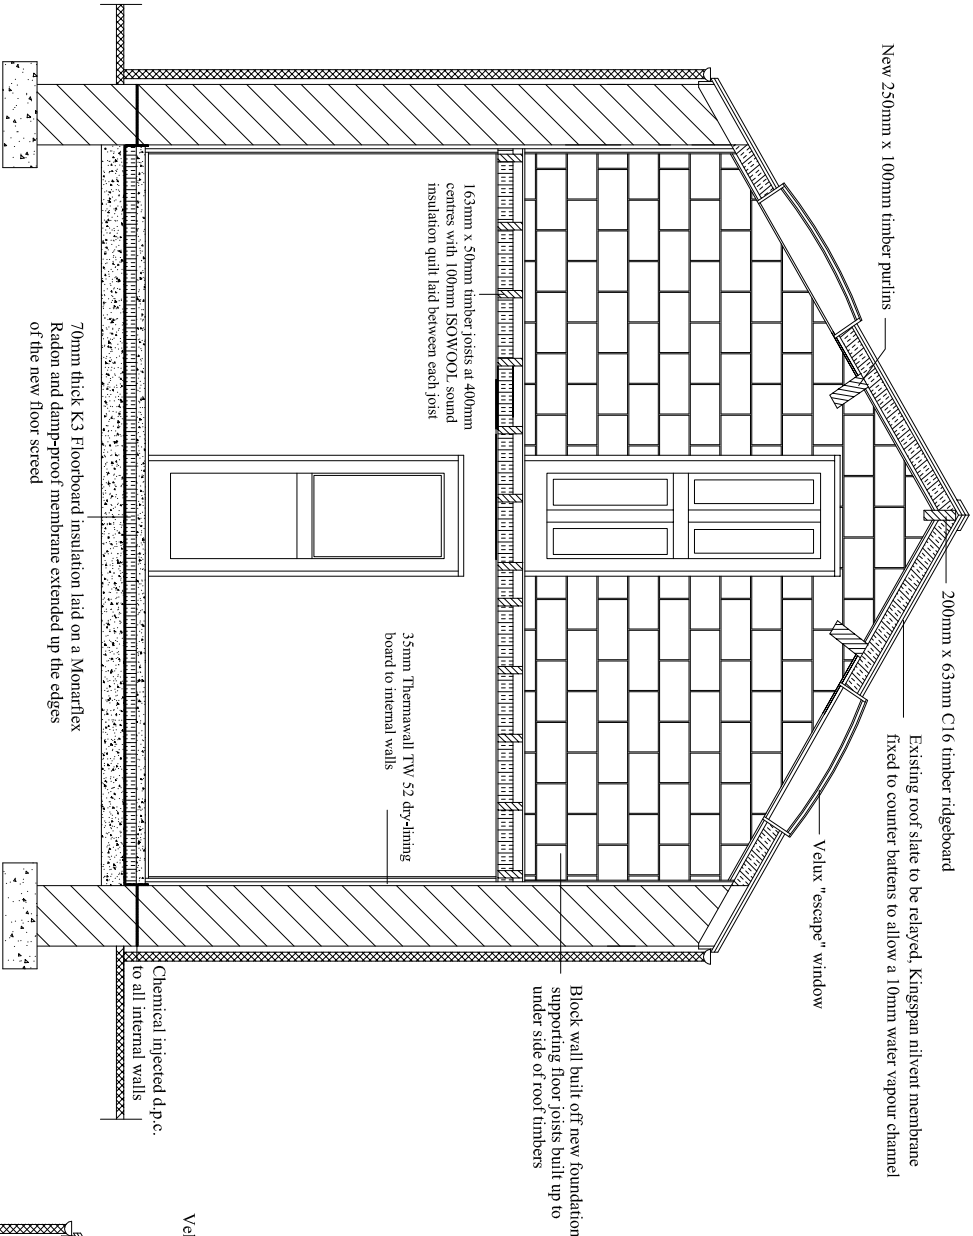 200mm x 63mm C16 timber ridgeboard
Existing roof slate to be relayed, Kingspan nilvent membrane
fixed to counter battens to allow a 10mm water vapour channel
New 250mm x 100mm timber purlins
Velux "escape" window
Block wall built off new foundation
supporting floor joists built up to
under side of roof timbers
163mm x 50mm timber joists at 400mm
centres with 100mm ISOWOOL sound
insulation quilt laid between each joist
35mm Thermawall TW 52 dry-lining
board to internal walls
Chemical injected d.p.c.
to all internal walls
70mm thick K3 Floorboard insulation laid on a Monarflex
Radon and damp-proof membrane extended up the edges
of the new floor screed
Vel